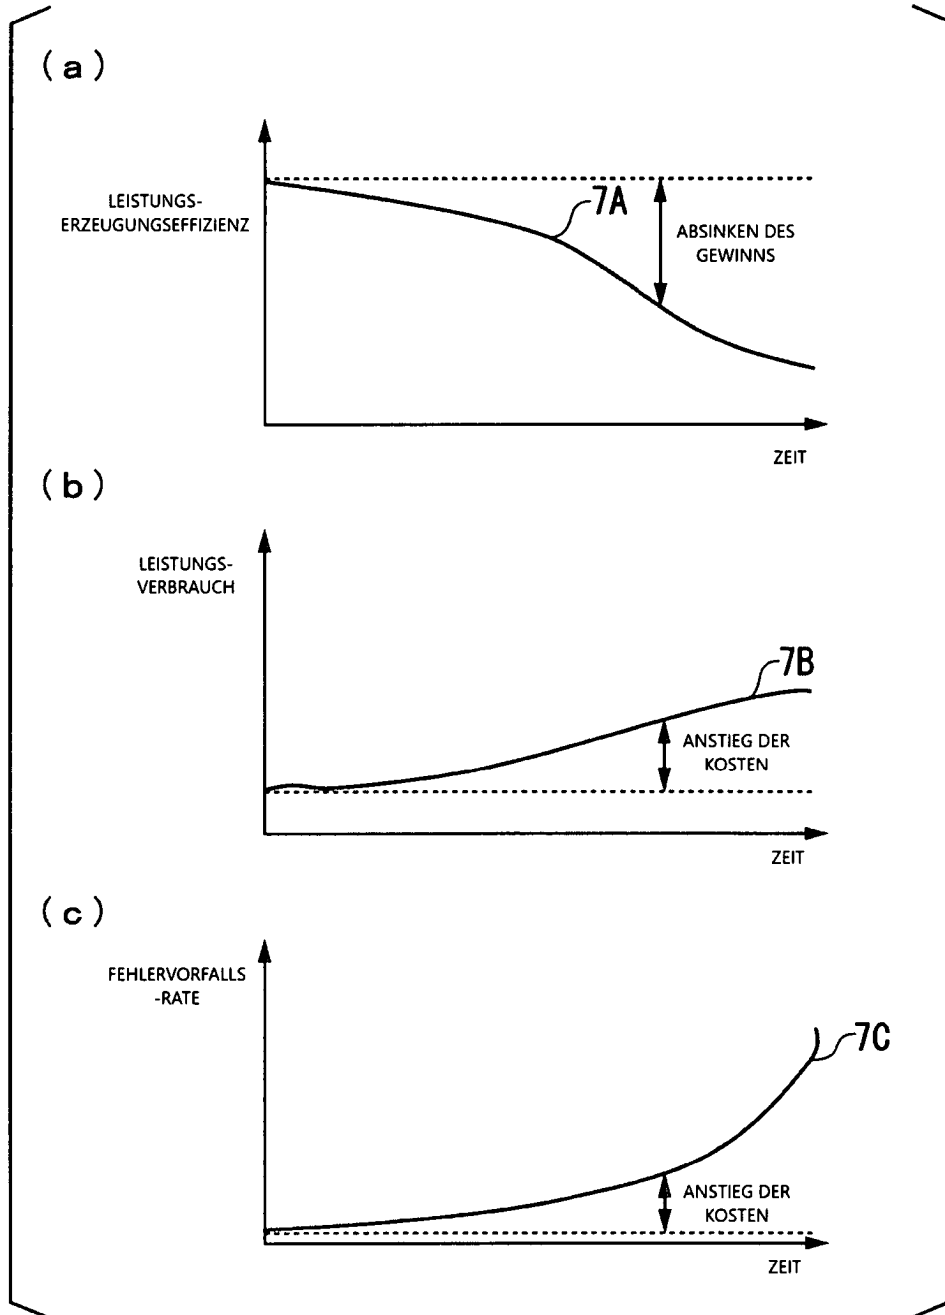 (a)
LEISTUNGS-
ERZEUGUNGSEFFIZIENZ
7A
ABSINKEN DES
GEWINNS
ZEIT
(b)
LEISTUNGS-
VERBRAUCH
7B
ANSTIEG DER
KOSTEN
ZEIT
(c)
FEHLERVORFALLS
-RATE
7C
ANSTIEG DER
KOSTEN
ZEIT